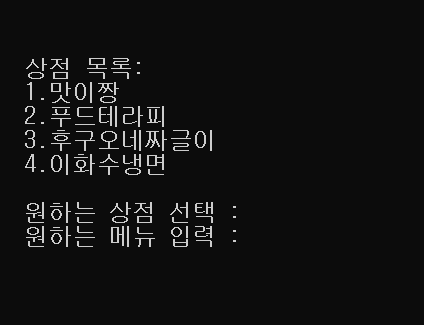 상점 목록:
1.맛이짱
2.푸드테라피
3.후구오네짜글이
4.이화수냉면
원하는 상점 선택 :
원하는 메뉴 입력 :